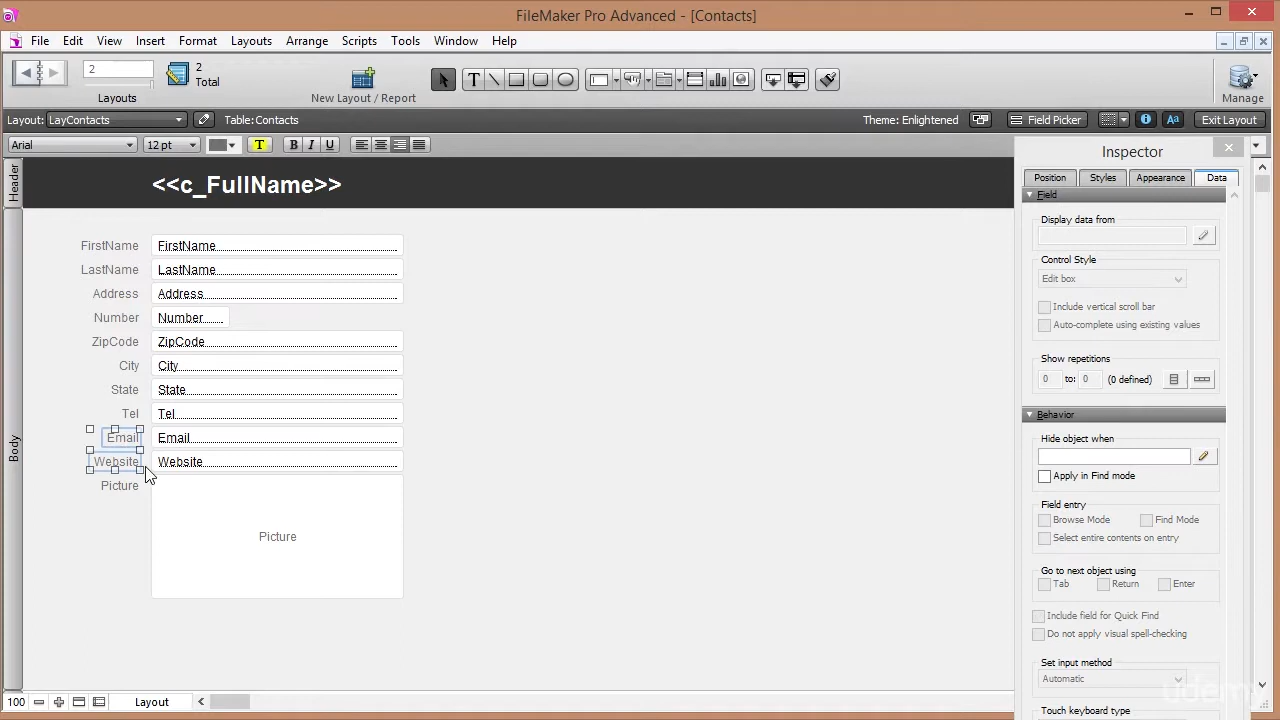 FileMaker Pro Advanced - [Contacts]
File Edit View Insert Format Layouts Arrange Scripts Tools Window Help
2
2
Total
Layouts
New Layout / Report
Manage
Layout: LayContacts
Table: Contacts
Theme: Enlightened
Field Picker
Aa
Exit Layout
Arial
12 pt
T
B I U
Header
<<c_FullName>>
Body
FirstName FirstName
LastName LastName
Address Address
Number Number
ZipCode ZipCode
City City
State State
Tel Tel
Email Email
Website Website
Picture
Picture
Inspector
Position Styles Appearance Data
Field
Display data from
Control Style
Edit box
Include vertical scroll bar
Auto-complete using existing values
Show repetitions
0 to: 0 (0 defined)
Behavior
Hide object when
Apply in Find mode
Field entry
Browse Mode Find Mode
Select entire contents on entry
Go to next object using
Tab Return Enter
Include field for Quick Find
Do not apply visual spell-checking
Set input method
Automatic
Touch keyboard type
100
Layout
udemy